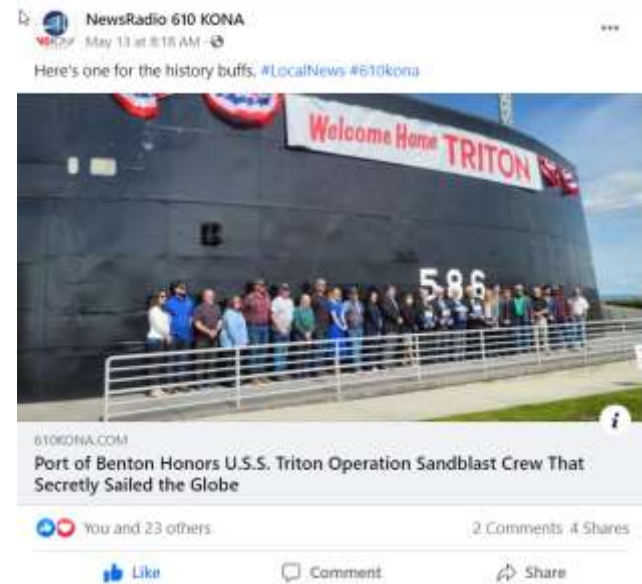 NewsRadio 610 KONA
May 13 at 8:18 AM ·
Here's one for the history buffs. #LocalNews #610kona
Welcome Home TRITON
586
i
610KONA.COM
Port of Benton Honors U.S.S. Triton Operation Sandblast Crew That
Secretly Sailed the Globe
You and 23 others
2 Comments 4 Shares
Like
Comment
Share